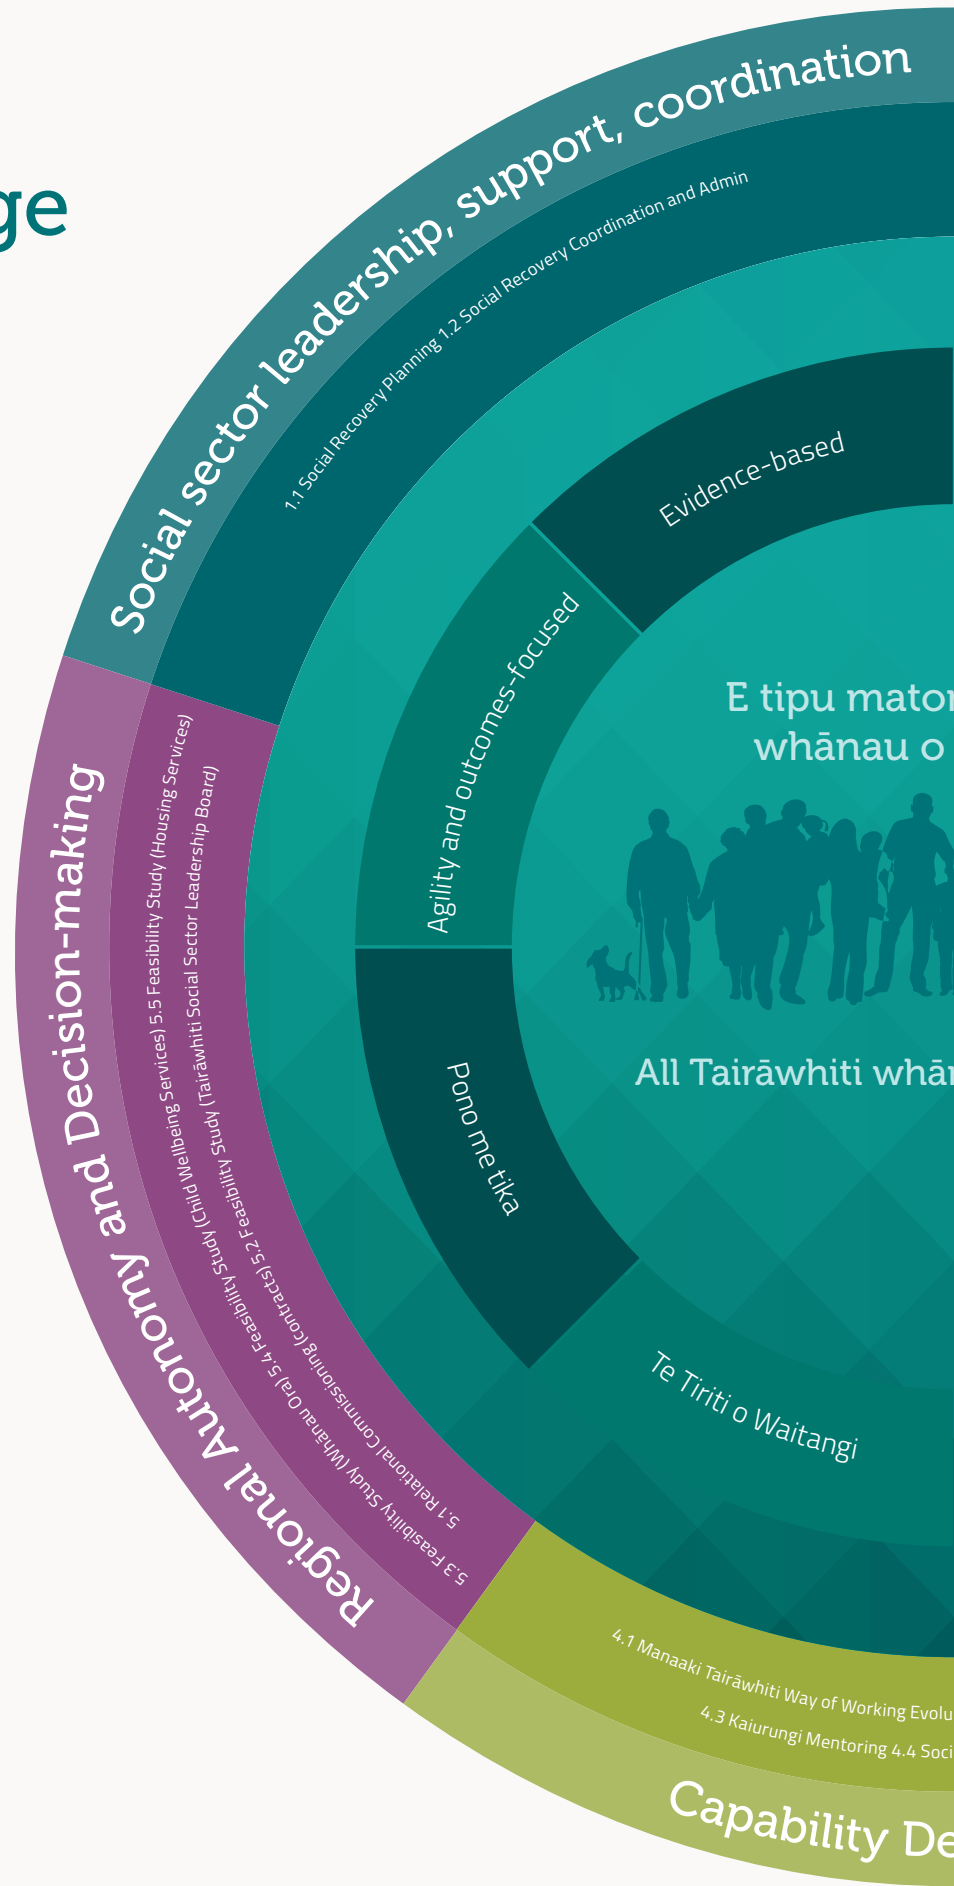 ge
Social sector leadership, support, coordination
1.1 Social Recovery Planning 1.2 Social Recovery Coordination and Admin
Evidence-based
Agility and outcomes-focused
Pono me tika
Te Tiriti o Waitangi
E tipu mator
whānau o
All Tairāwhiti whār
Regional Autonomy and Decision-making
5.1 Relational Commissioning (contracts) 5.2 Feasibility Study (Tairāwhiti Social Sector Leadership Board)
5.3 Feasibility Study (Whānau Ora) 5.4 Feasibility Study (Child Wellbeing Services) 5.5 Feasibility Study (Housing Services)
4.1 Manaaki Tairāwhiti Way of Working Evolu
4.3 Kaiurungi Mentoring 4.4 Soci
Capability De